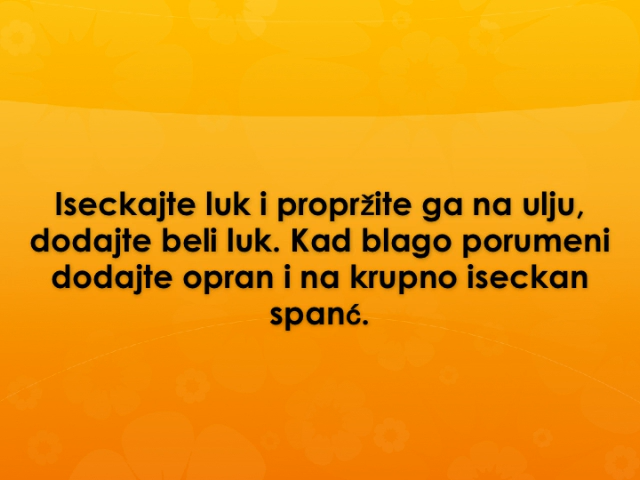 Iseckajte luk i propržite ga na ulju,
dodajte beli luk. Kad blago porumeni
dodajte opran i na krupno iseckan
spanć.